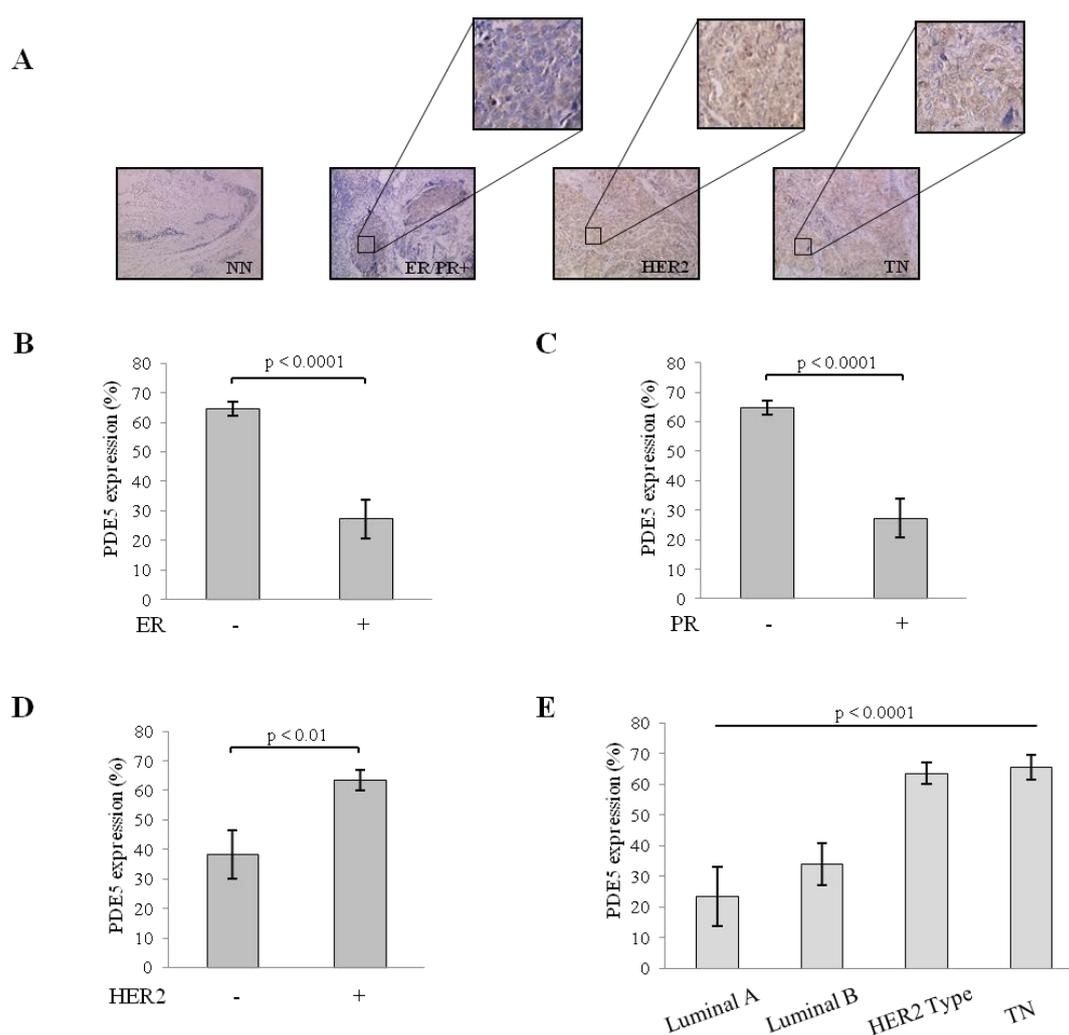 A
NN
ER/PR+
HER2
TN
B
p < 0.0001
PDE5 expression (%)
80
70
60
50
40
30
20
10
0
ER
- +
C
p < 0.0001
PDE5 expression (%)
80
70
60
50
40
30
20
10
0
PR
- +
D
p < 0.01
PDE5 expression (%)
80
70
60
50
40
30
20
10
0
HER2
- +
E
p < 0.0001
PDE5 expression (%)
80
70
60
50
40
30
20
10
0
Luminal A
Luminal B
HER2 Type
TN